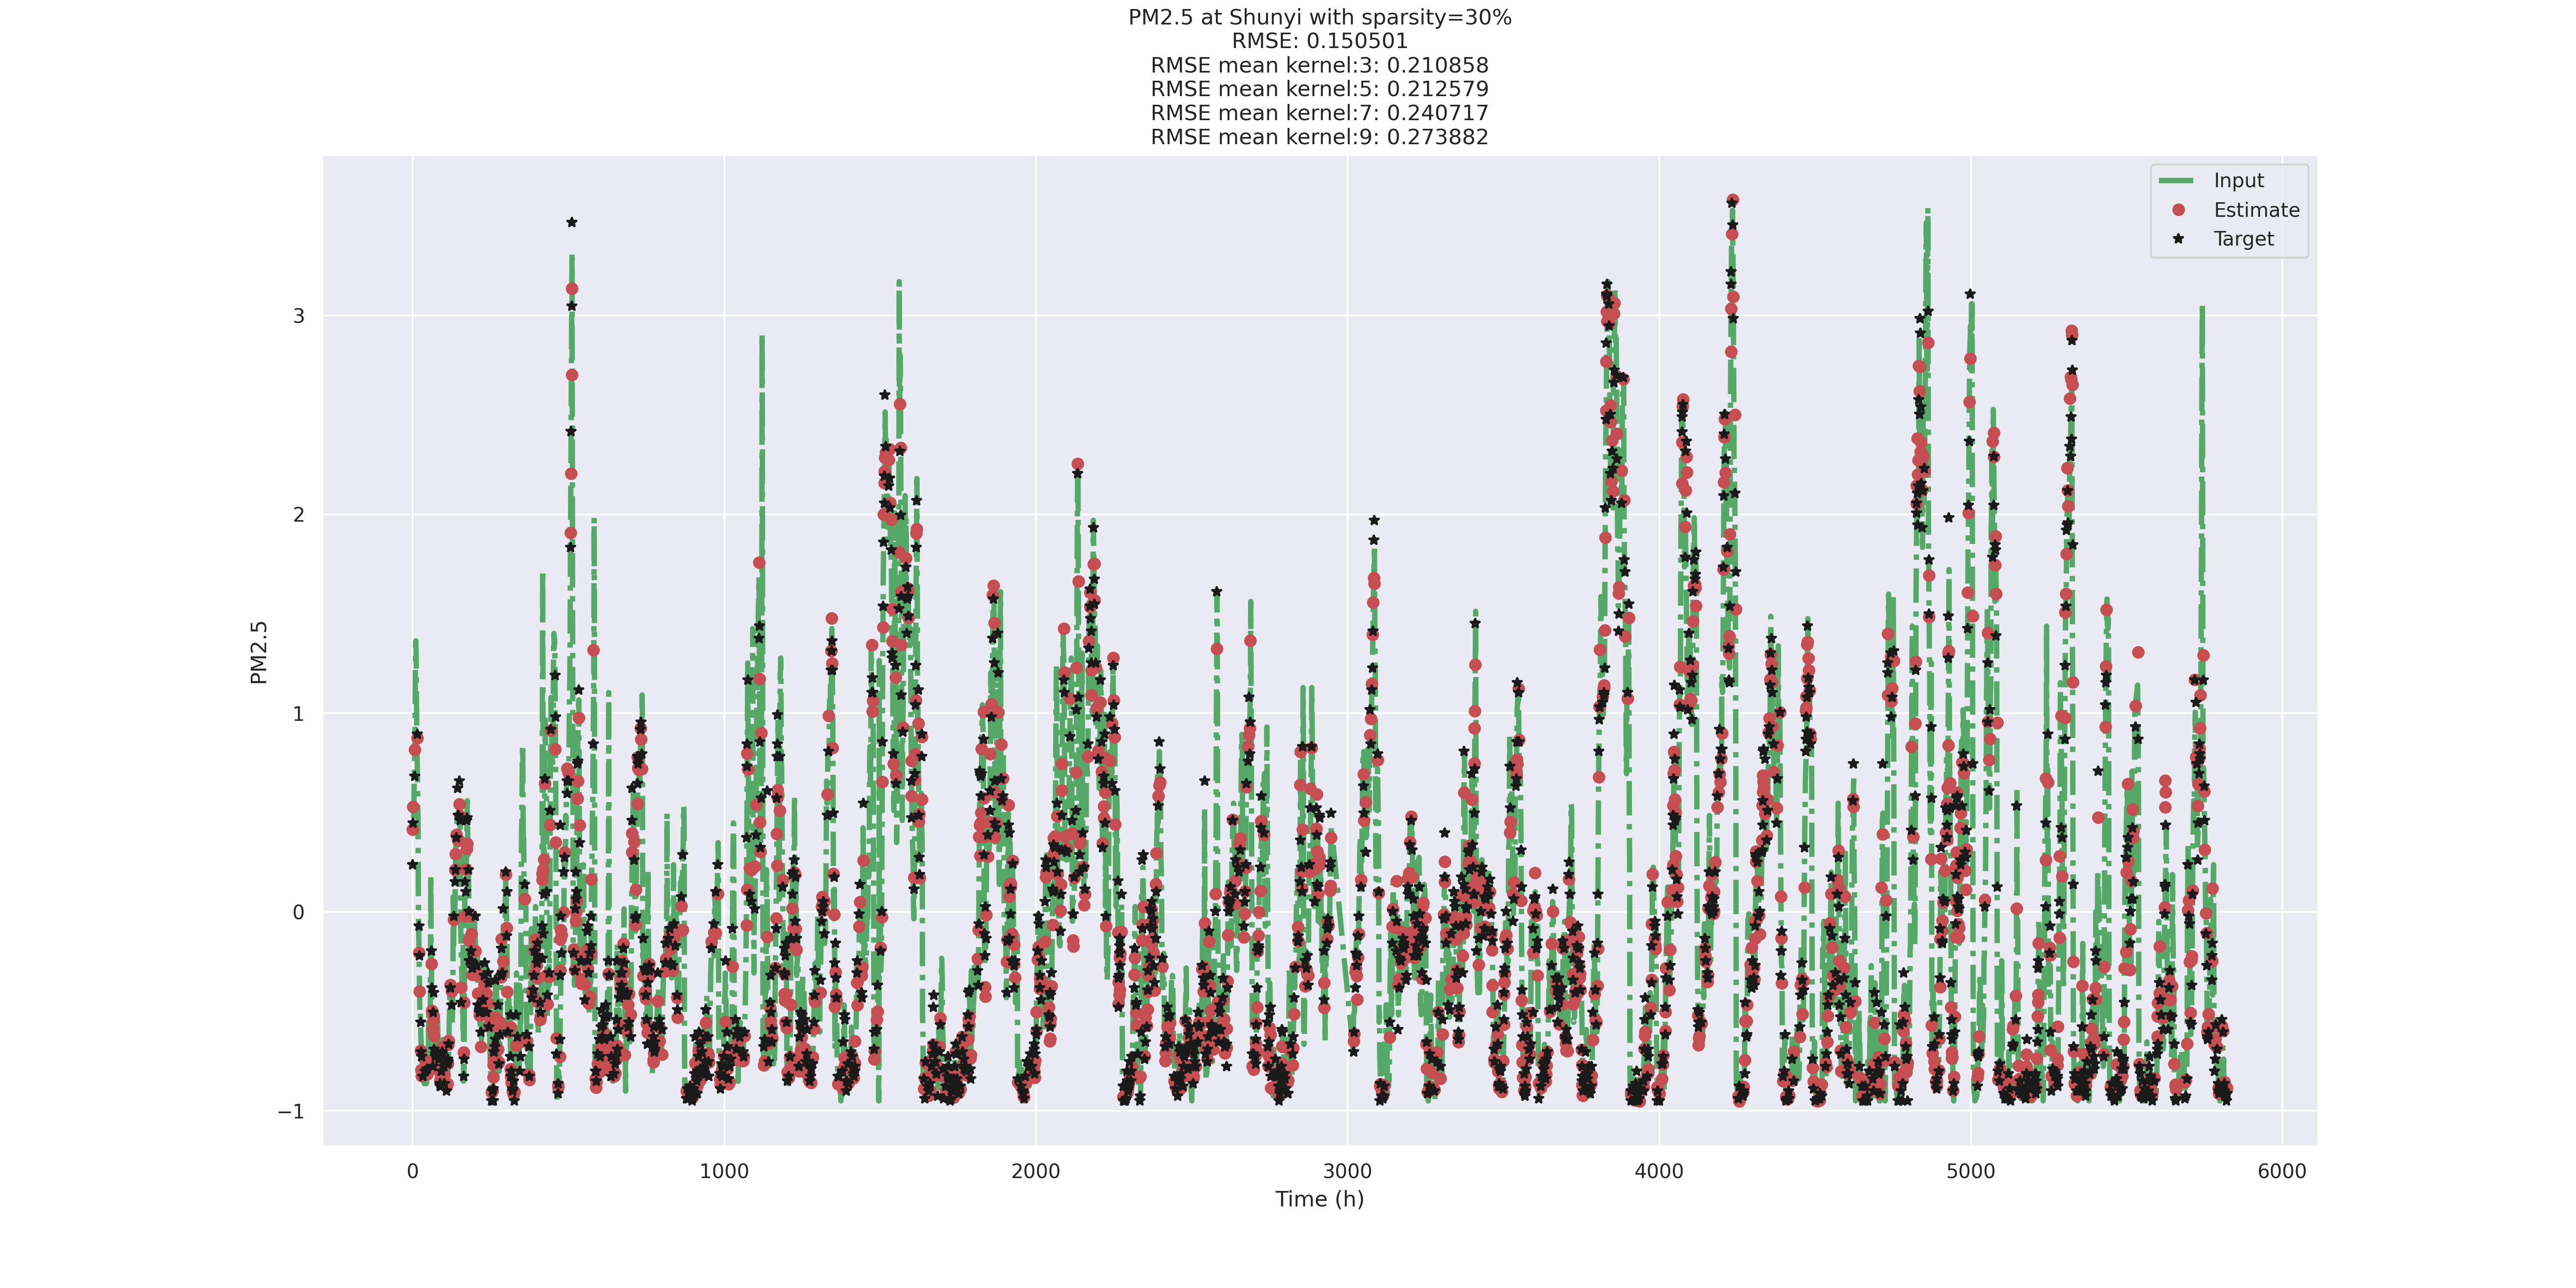 PM2.5 at Shunyi with sparsity=30%
RMSE: 0.150501
RMSE mean kernel:3: 0.210858
RMSE mean kernel:5: 0.212579
RMSE mean kernel:7: 0.240717
RMSE mean kernel:9: 0.273882
Input
Estimate
Target
3
2
1
0
−1
PM2.5
0 1000 2000 3000 4000 5000 6000
Time (h)